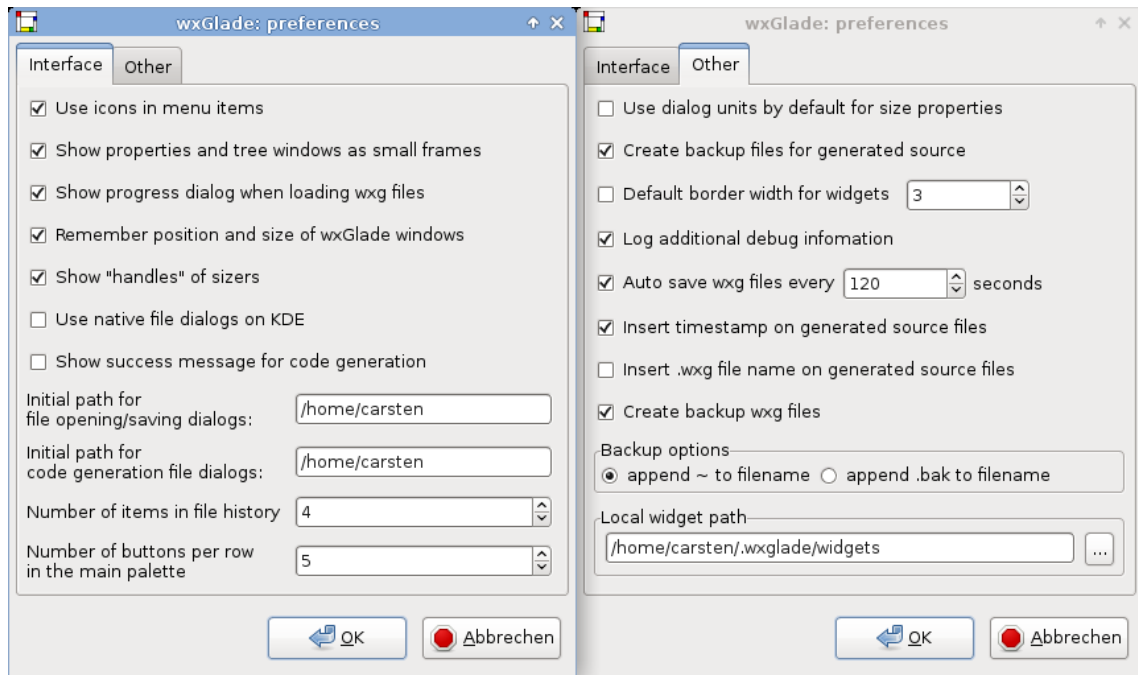 wxGlade: preferences
Interface
Other
Use icons in menu items
Show properties and tree windows as small frames
Show progress dialog when loading wxg files
Remember position and size of wxGlade windows
Show "handles" of sizers
Use native file dialogs on KDE
Show success message for code generation
Initial path for
file opening/saving dialogs:
/home/carsten
Initial path for
code generation file dialogs:
/home/carsten
Number of items in file history
4
Number of buttons per row
in the main palette
5
OK
Abbrechen
wxGlade: preferences
Interface
Other
Use dialog units by default for size properties
Create backup files for generated source
Default border width for widgets
3
Log additional debug infomation
Auto save wxg files every 120 seconds
Insert timestamp on generated source files
Insert .wxg file name on generated source files
Create backup wxg files
Backup options
append ~ to filename
append .bak to filename
Local widget path
/home/carsten/.wxglade/widgets
...
OK
Abbrechen